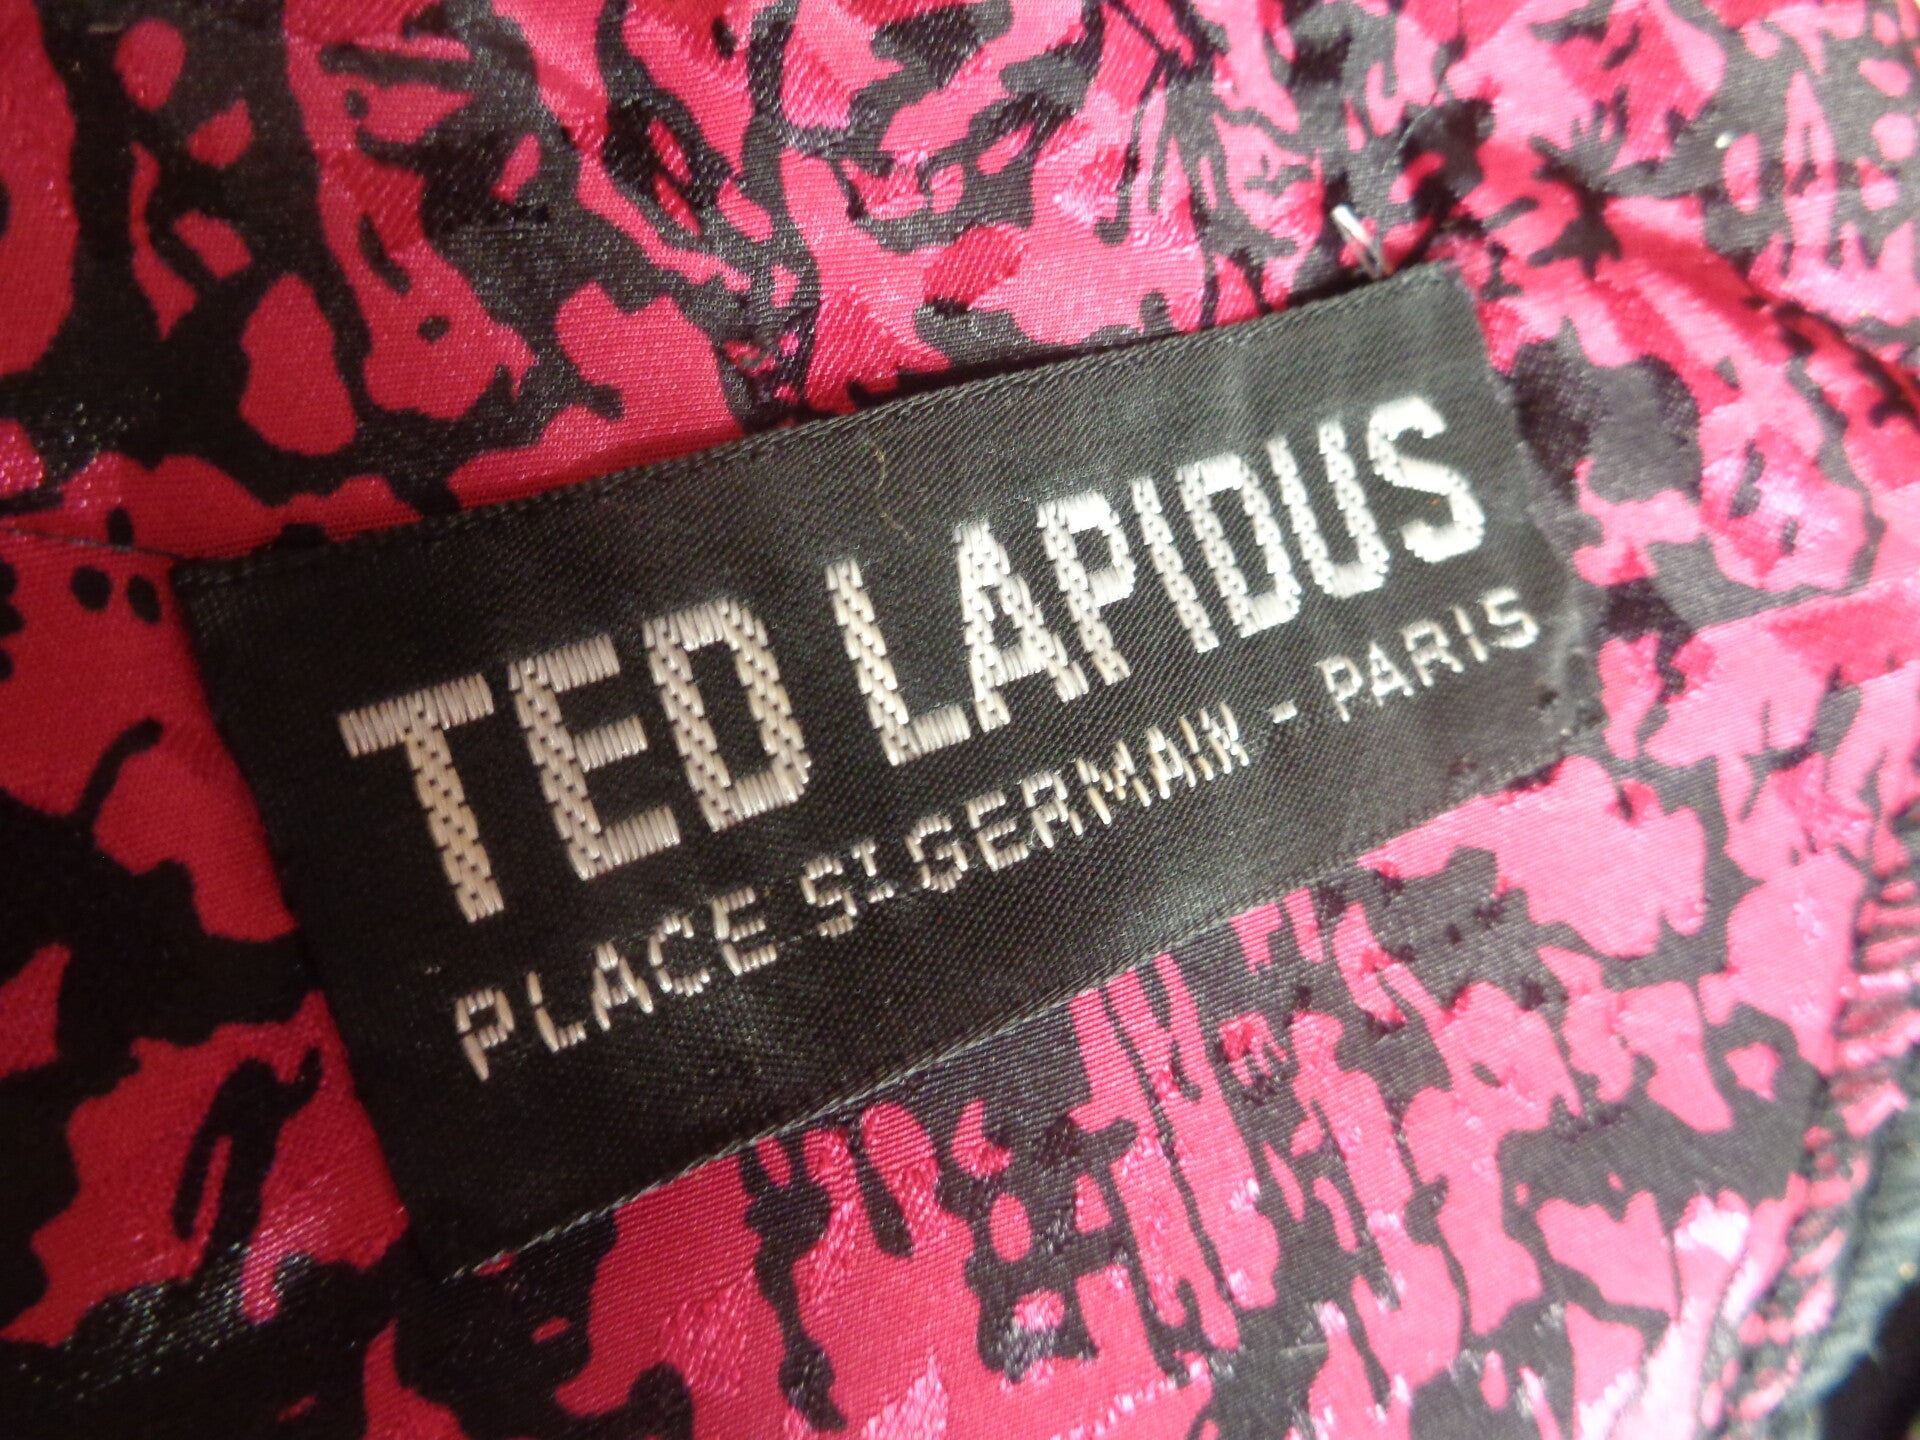 TED LAPIDUS
PLACE ST GERMAIN - PARIS